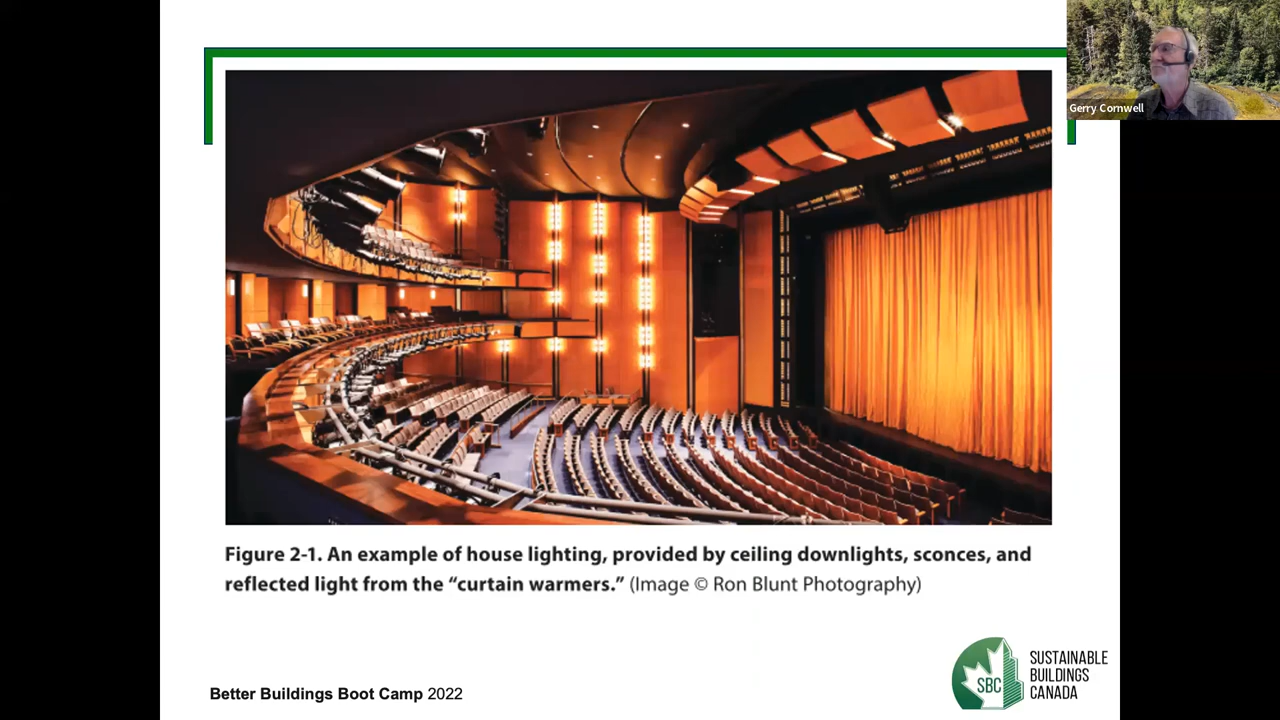 Gerry Cornwell
Figure 2-1. An example of house lighting, provided by ceiling downlights, sconces, and
reflected light from the “curtain warmers.” (Image © Ron Blunt Photography)
SBC
SUSTAINABLE
BUILDINGS
CANADA
Better Buildings Boot Camp 2022